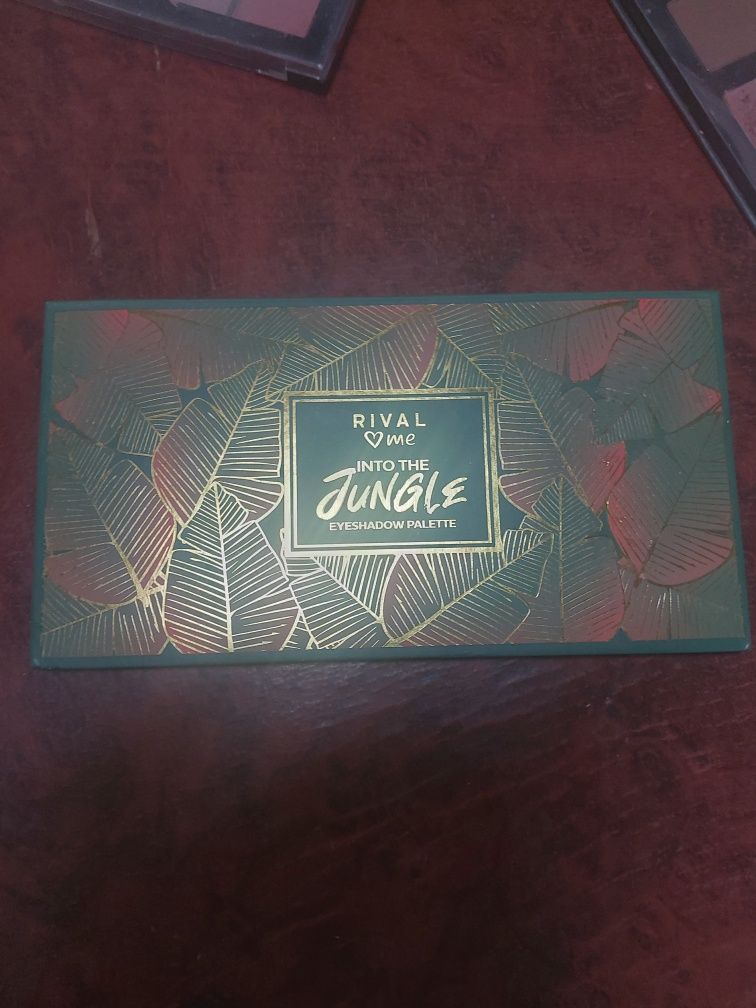 RIVAL
♡me
INTO THE
JUNGLE
EYESHADOW PALETTE